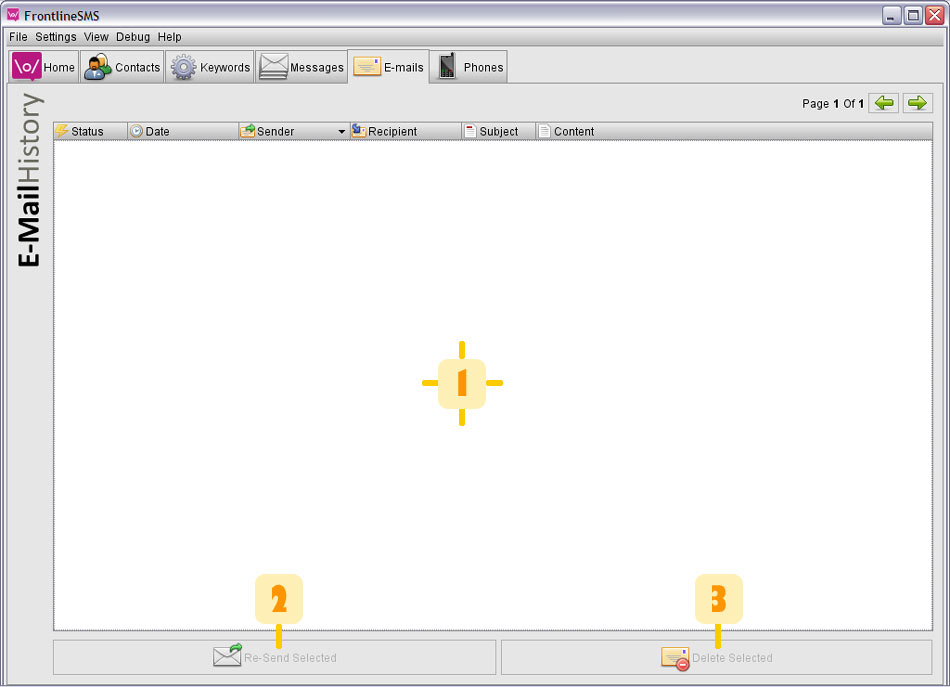 FrontlineSMS
File Settings View Debug Help
\o/ Home Contacts Keywords Messages E-mails Phones
Page 1 Of 1
E-MailHistory
Status Date Sender Recipient Subject Content
1
2
3
Re-Send Selected
Delete Selected